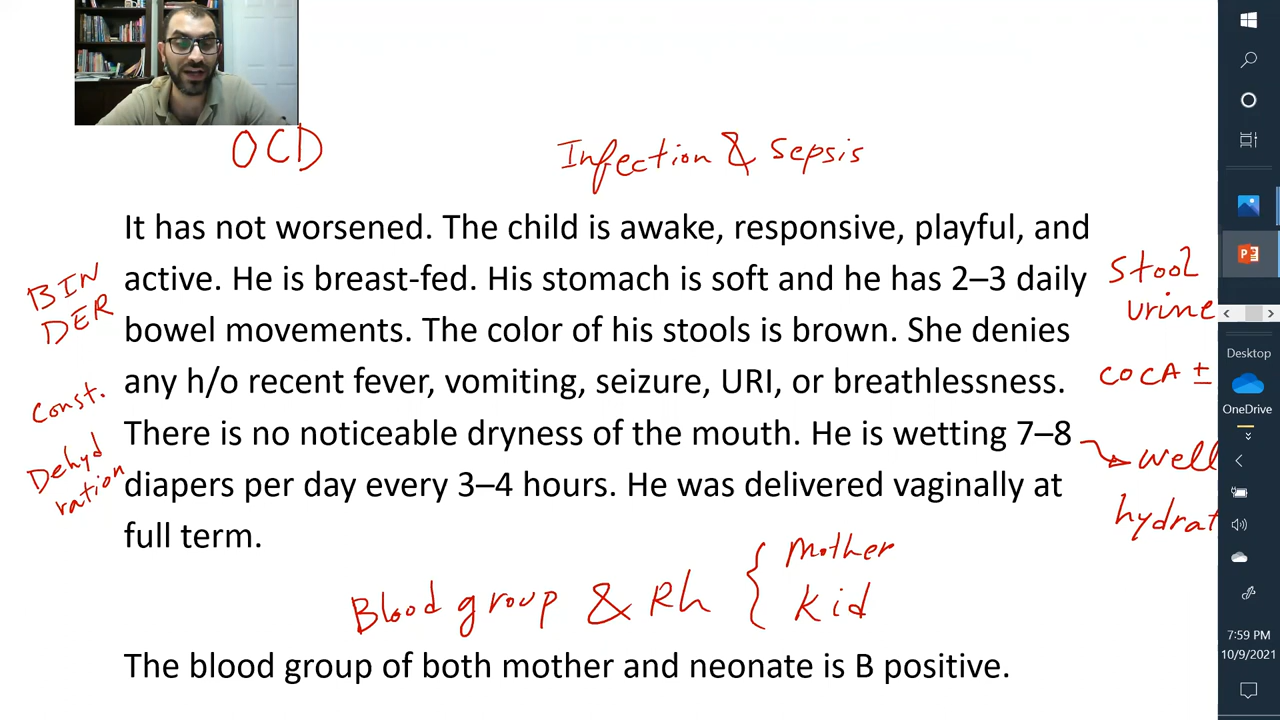 OCD
Infection & Sepsis
It has not worsened. The child is awake, responsive, playful, and
active. He is breast-fed. His stomach is soft and he has 2–3 daily
bowel movements. The color of his stools is brown. She denies
any h/o recent fever, vomiting, seizure, URI, or breathlessness.
There is no noticeable dryness of the mouth. He is wetting 7–8
diapers per day every 3–4 hours. He was delivered vaginally at
full term.
BIN
DER
Const.
Dehyd
ration
Stool
urine
COCA ±
well
hydrat
Blood group & Rh { Mother
Kid
The blood group of both mother and neonate is B positive.
Desktop
OneDrive
7:59 PM
10/9/2021